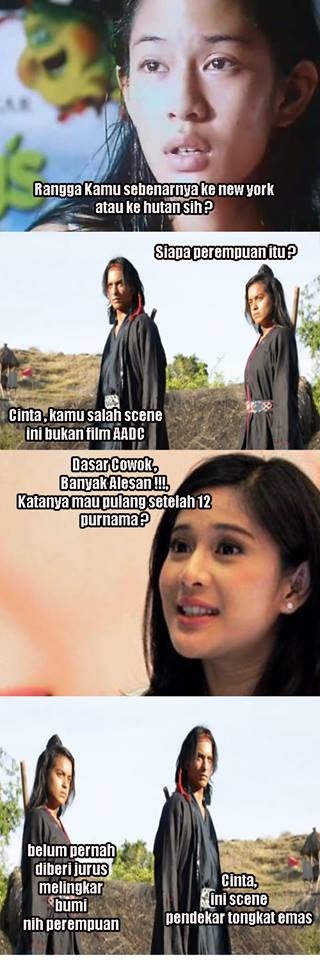 Rangga Kamu sebenarnya ke new york
atau ke hutan sih ?
Siapa perempuan itu ?
Cinta , kamu salah scene
ini bukan film AADC
Dasar Cowok ,
Banyak Alesan !!!,
Katanya mau pulang setelah 12
purnama ?
belum pernah
diberi jurus
melingkar
bumi
nih perempuan
Cinta,
ini scene
pendekar tongkat emas